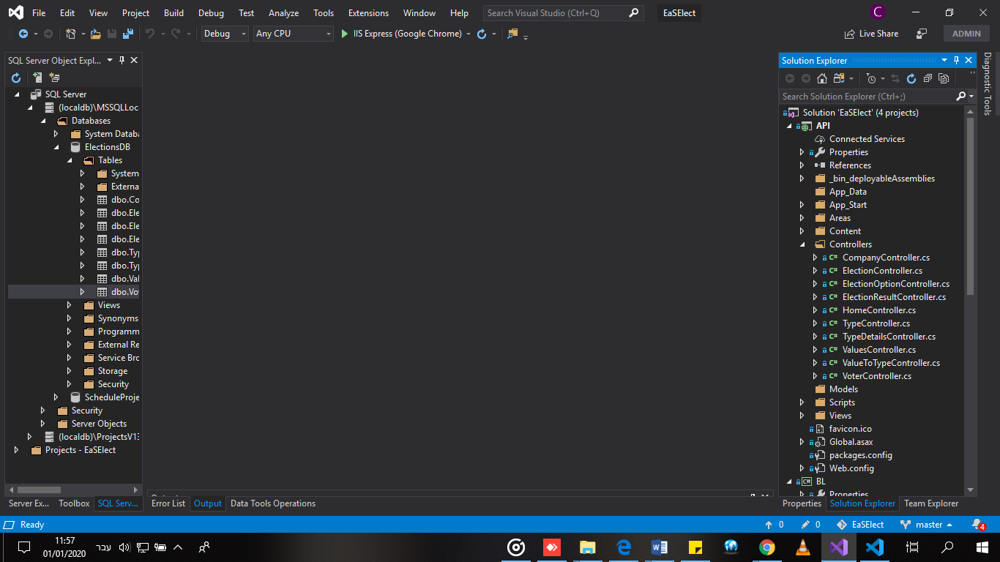 File Edit View Project Build Debug Test Analyze Tools Extensions Window Help Search Visual Studio (Ctrl+Q) EaSElect C
Debug Any CPU IIS Express (Google Chrome) Live Share ADMIN
SQL Server Object Expl...
SQL Server
(localdb)\MSSQLLoc
Databases
System Databa
ElectionsDB
Tables
System
Externa
dbo.Co
dbo.Ele
dbo.Ele
dbo.Ele
dbo.Typ
dbo.Typ
dbo.Val
dbo.Vot
Views
Synonyms
Programm
External Re
Service Bro
Storage
Security
ScheduleProje
Security
Server Objects
(localdb)\ProjectsV13
Projects - EaSElect
Server Ex... Toolbox SQL Serv...
Error List Output Data Tools Operations
Solution Explorer
Search Solution Explorer (Ctrl+;)
Solution 'EaSElect' (4 projects)
API
Connected Services
Properties
References
_bin_deployableAssemblies
App_Data
App_Start
Areas
Content
Controllers
C# CompanyController.cs
C# ElectionController.cs
C# ElectionOptionController.cs
C# ElectionResultController.cs
C# HomeController.cs
C# TypeController.cs
C# TypeDetailsController.cs
C# ValuesController.cs
C# ValueToTypeController.cs
C# VoterController.cs
Models
Scripts
Views
favicon.ico
Global.asax
packages.config
Web.config
C# BL
Properties
Properties Solution Explorer Team Explorer
Diagnostic Tools
Ready 0 0 EaSElect master 4
11:57
01/01/2020
עבר